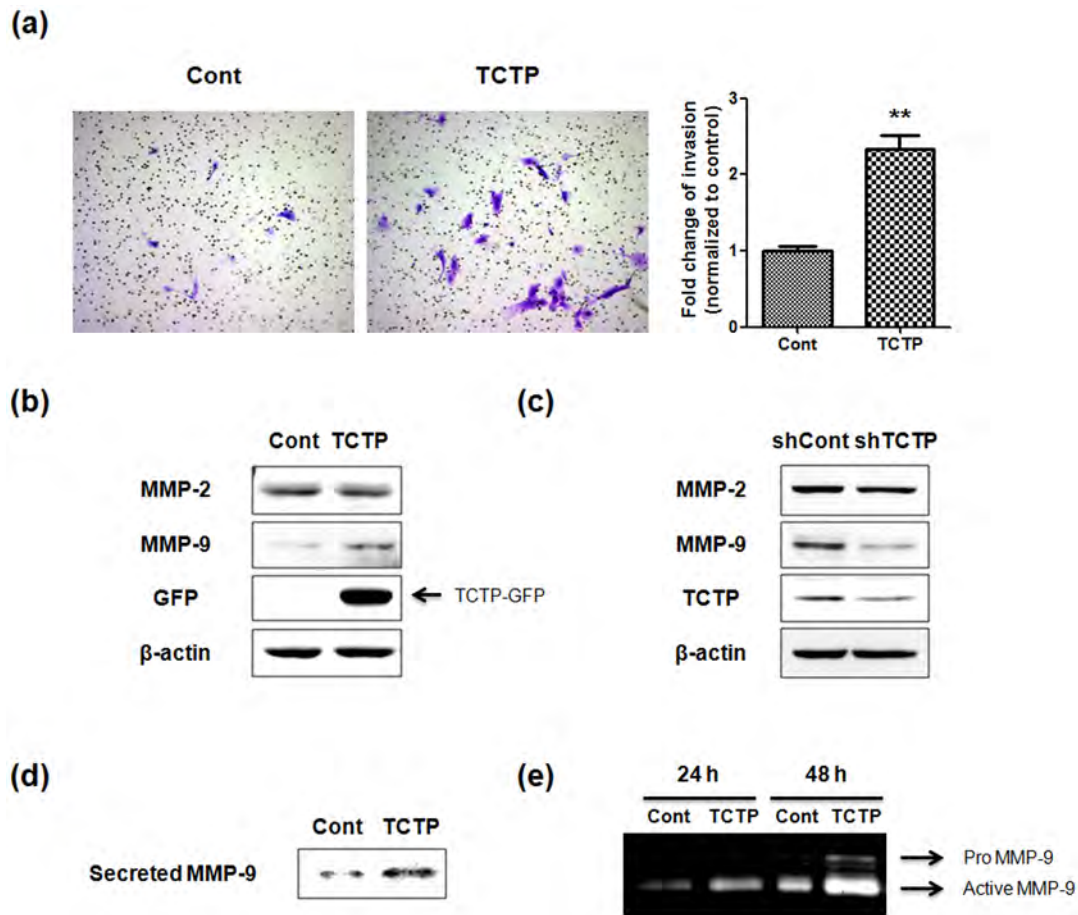 (a)
Cont
TCTP
Fold change of invasion
(normalized to control)
3
2
1
0
**
Cont
TCTP
(b)
Cont TCTP
MMP-2
MMP-9
GFP
TCTP-GFP
β-actin
(c)
shCont shTCTP
MMP-2
MMP-9
TCTP
β-actin
(d)
Cont TCTP
Secreted MMP-9
(e)
24 h 48 h
Cont TCTP Cont TCTP
Pro MMP-9
Active MMP-9